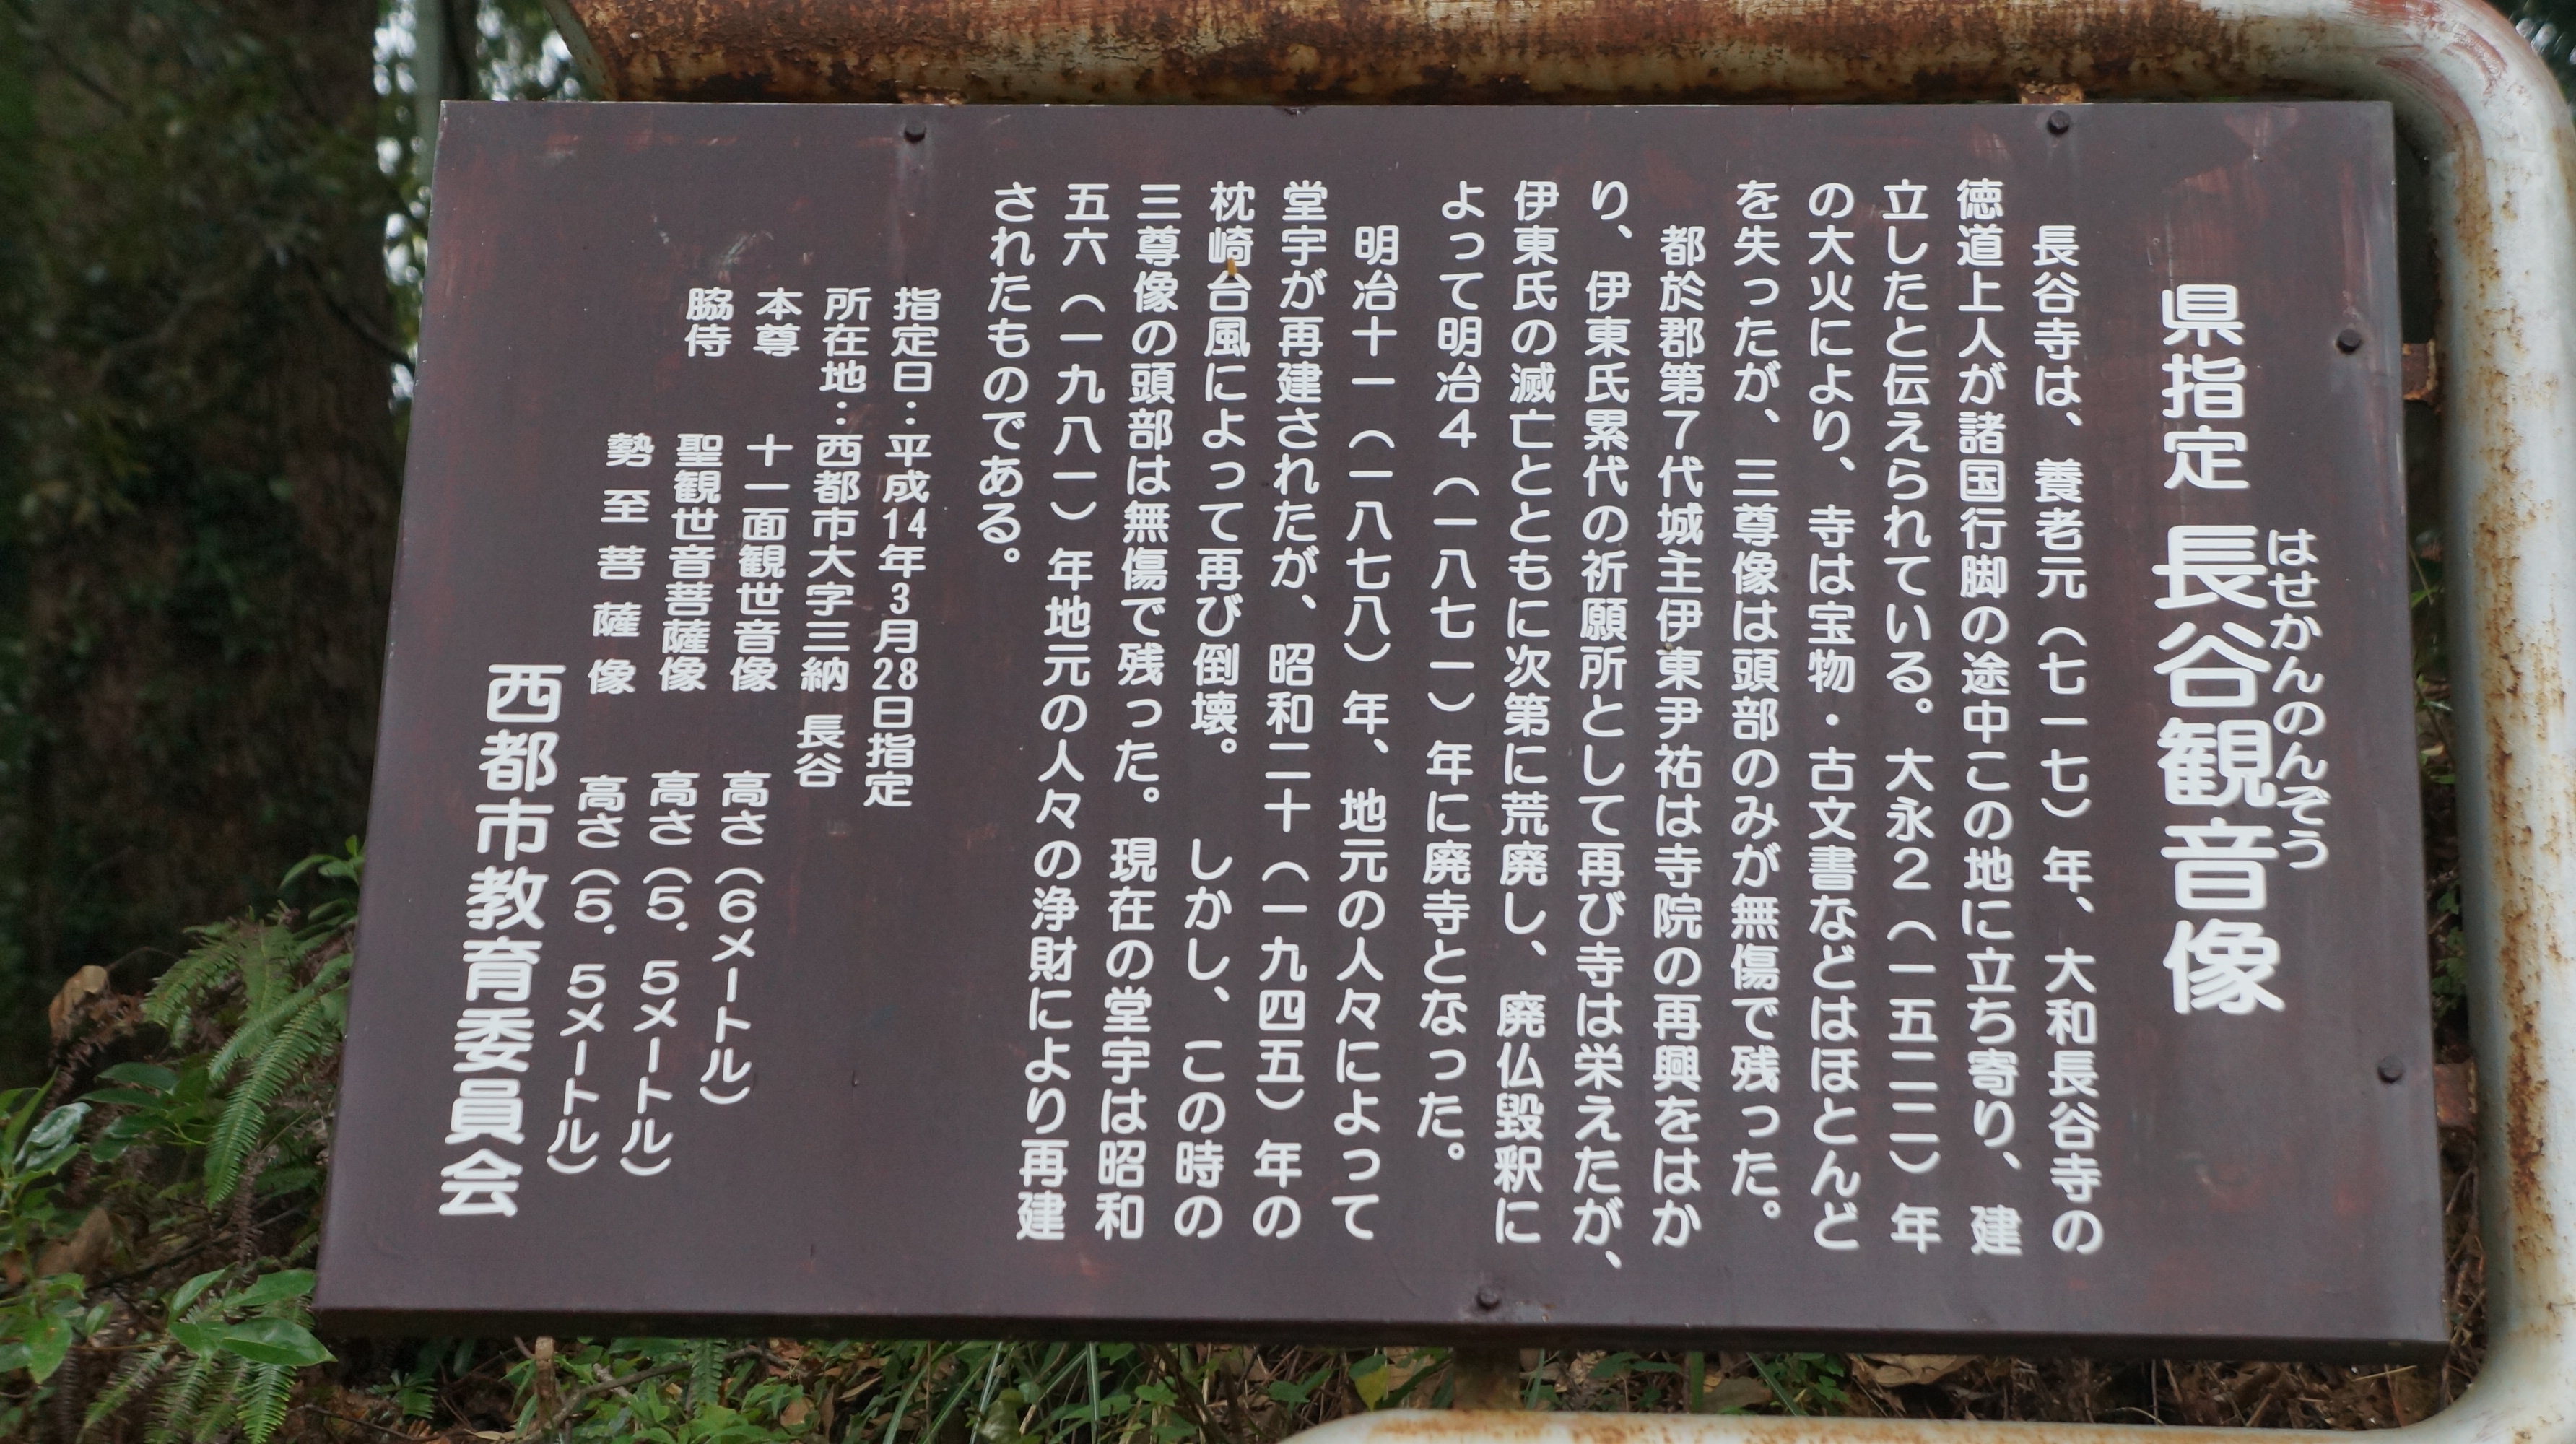 県指定 長谷観音像
はせかんのんぞう
長谷寺は、養老元（七一七）年、大和長谷寺の
徳道上人が諸国行脚の途中この地に立ち寄り、建
立したと伝えられている。大永２（一五二二）年
の大火により、寺は宝物・古文書などはほとんど
を失ったが、三尊像は頭部のみが無傷で残った。
都於郡第７代城主伊東尹祐は寺院の再興をはか
り、伊東氏累代の祈願所として再び寺は栄えたが、
伊東氏の滅亡とともに次第に荒廃し、廃仏毀釈に
よって明治４（一八七一）年に廃寺となった。
明治十一（一八七八）年、地元の人々によって
堂宇が再建されたが、昭和二十（一九四五）年の
枕崎台風によって再び倒壊。しかし、この時の
三尊像の頭部は無傷で残った。現在の堂宇は昭和
五六（一九八一）年地元の人々の浄財により再建
されたものである。
指定日：平成14年3月28日指定
所在地：西都市大字三納 長谷
本尊 十一面観世音像 高さ（６メートル）
脇侍 聖観世音菩薩像 高さ（５．５メートル）
勢至菩薩像 高さ（５．５メートル）
西都市教育委員会